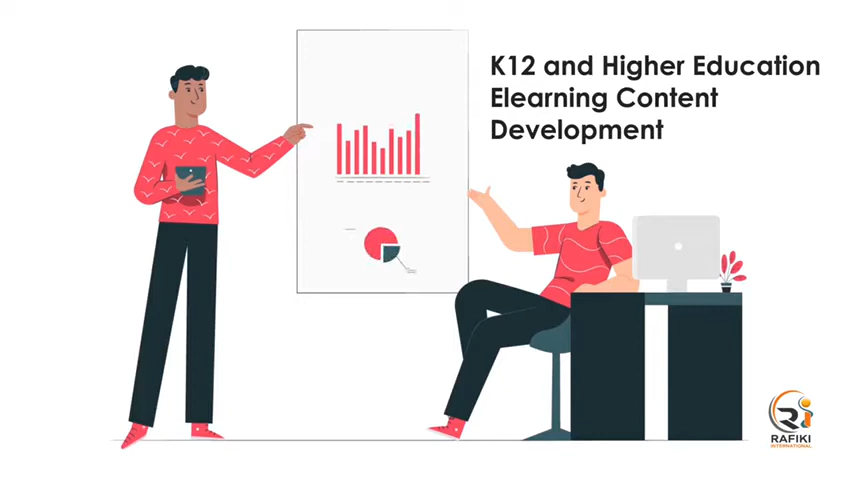 K12 and Higher Education
Elearning Content
Development
RAFIKI
INTERNATIONAL